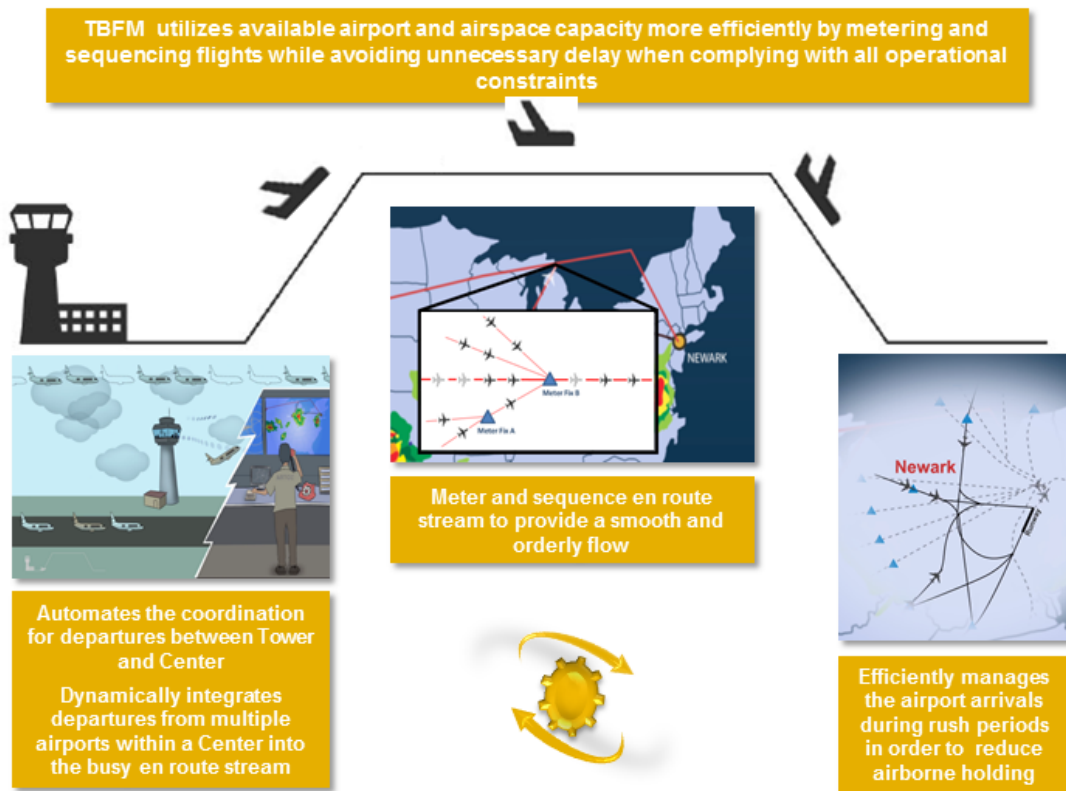 TBFM utilizes available airport and airspace capacity more efficiently by metering and
sequencing flights while avoiding unnecessary delay when complying with all operational
constraints
NEWARK
Meter Fix B
Meter Fix A
Meter and sequence en route
stream to provide a smooth and
orderly flow
Automates the coordination
for departures between Tower
and Center
Dynamically integrates
departures from multiple
airports within a Center into
the busy en route stream
Newark
Runway
Efficiently manages
the airport arrivals
during rush periods
in order to reduce
airborne holding